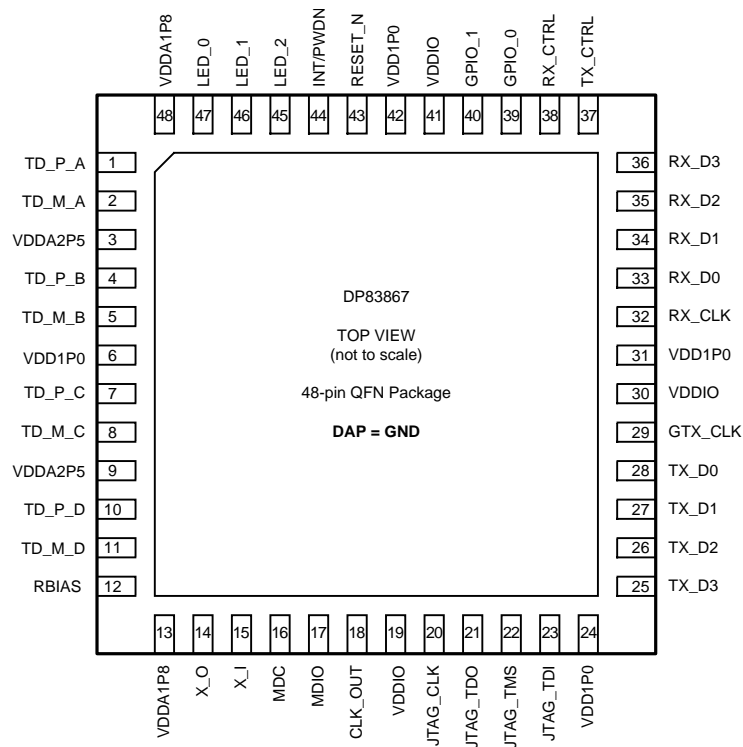 VDDA1P8
LED_0
LED_1
LED_2
INT/PWDN
RESET_N
VDD1P0
VDDIO
GPIO_1
GPIO_0
RX_CTRL
TX_CTRL
48
47
46
45
44
43
42
41
40
39
38
37
TD_P_A 1
TD_M_A 2
VDDA2P5 3
TD_P_B 4
TD_M_B 5
VDD1P0 6
TD_P_C 7
TD_M_C 8
VDDA2P5 9
TD_P_D 10
TD_M_D 11
RBIAS 12
DP83867
TOP VIEW
(not to scale)
48-pin QFN Package
DAP = GND
36 RX_D3
35 RX_D2
34 RX_D1
33 RX_D0
32 RX_CLK
31 VDD1P0
30 VDDIO
29 GTX_CLK
28 TX_D0
27 TX_D1
26 TX_D2
25 TX_D3
13
14
15
16
17
18
19
20
21
22
23
24
VDDA1P8
X_O
X_I
MDC
MDIO
CLK_OUT
VDDIO
JTAG_CLK
JTAG_TDO
JTAG_TMS
JTAG_TDI
VDD1P0